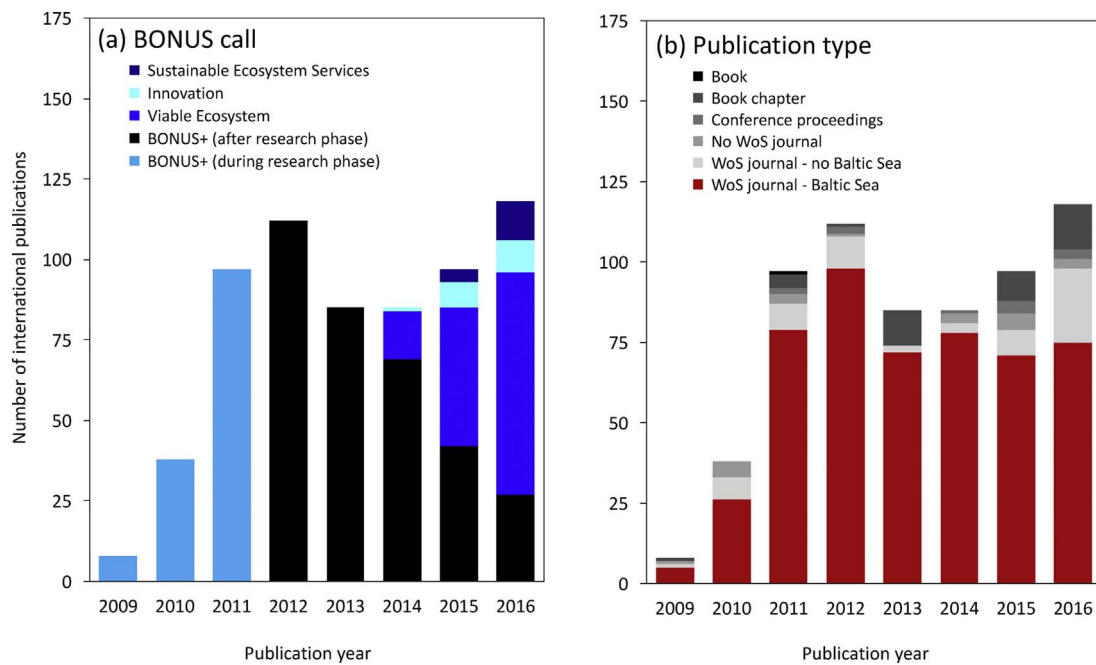 (a) BONUS call
Sustainable Ecosystem Services
Innovation
Viable Ecosystem
BONUS+ (after research phase)
BONUS+ (during research phase)
Number of international publications
175
150
125
100
75
50
25
0
2009 2010 2011 2012 2013 2014 2015 2016
Publication year
(b) Publication type
Book
Book chapter
Conference proceedings
No WoS journal
WoS journal - no Baltic Sea
WoS journal - Baltic Sea
175
150
125
100
75
50
25
0
2009 2010 2011 2012 2013 2014 2015 2016
Publication year